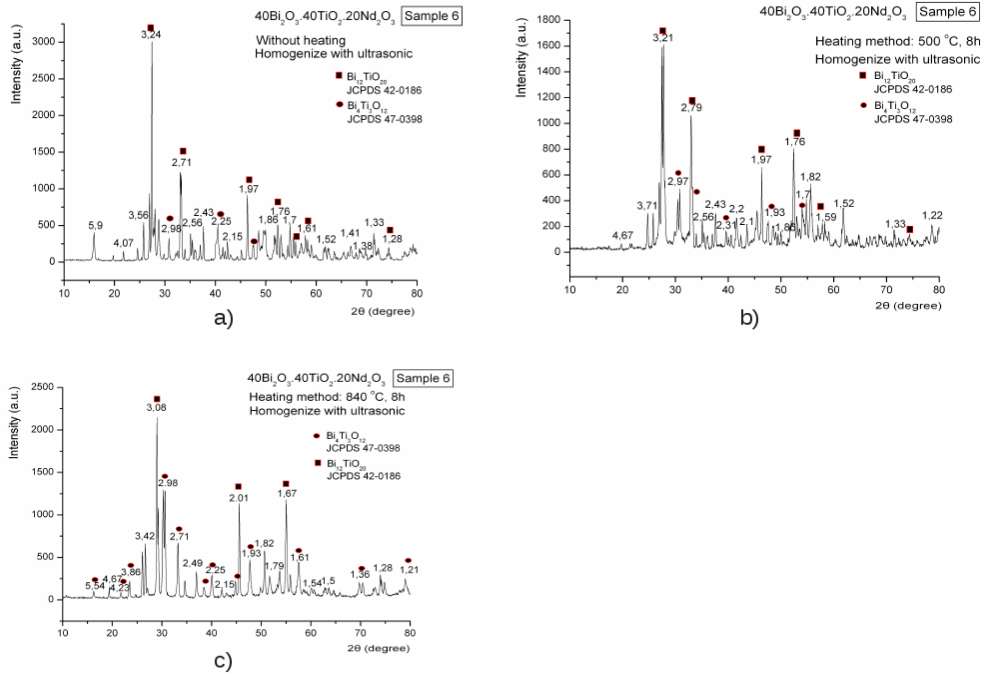 40Bi₂O₃.40TiO₂.20Nd₂O₃ Sample 6
Without heating
Homogenize with ultrasonic
Bi₁₂TiO₂₀
JCPDS 42-0186
Bi₄Ti₃O₁₂
JCPDS 47-0398
Intensity (a.u.)
3000
2500
2000
1500
1000
500
0
3,24
2,71
5,9
4,07
3,56
2,98
2,56
2,43
2,25
2,15
1,97
1,86
1,76
1,7
1,61
1,52
1,41
1,38
1,33
1,28
10 20 30 40 50 60 70 80
2θ (degree)
a)
40Bi₂O₃.40TiO₂.20Nd₂O₃ Sample 6
Heating method: 500 °C, 8h
Homogenize with ultrasonic
Bi₁₂TiO₂₀
JCPDS 42-0186
Bi₄Ti₃O₁₂
JCPDS 47-0398
Intensity (a.u.)
1800
1600
1400
1200
1000
800
600
400
200
0
3,21
2,79
4,67
3,71
2,97
2,56
2,43
2,31
2,2
2,1
1,97
1,93
1,86
1,76
1,7
1,82
1,59
1,52
1,33
1,22
10 20 30 40 50 60 70 80
2θ (degree)
b)
40Bi₂O₃.40TiO₂.20Nd₂O₃ Sample 6
Heating method: 840 °C, 8h
Homogenize with ultrasonic
Bi₄Ti₃O₁₂
JCPDS 47-0398
Bi₁₂TiO₂₀
JCPDS 42-0186
Intensity (a.u.)
2500
2000
1500
1000
500
0
3,08
2.98
5,54
4,67
4,23
3,86
3,42
2,71
2,49
2,25
2,15
2.01
1,93
1,82
1,79
1,67
1,61
1,54
1,5
1,36
1,28
1,21
10 20 30 40 50 60 70 80
2θ (degree)
c)